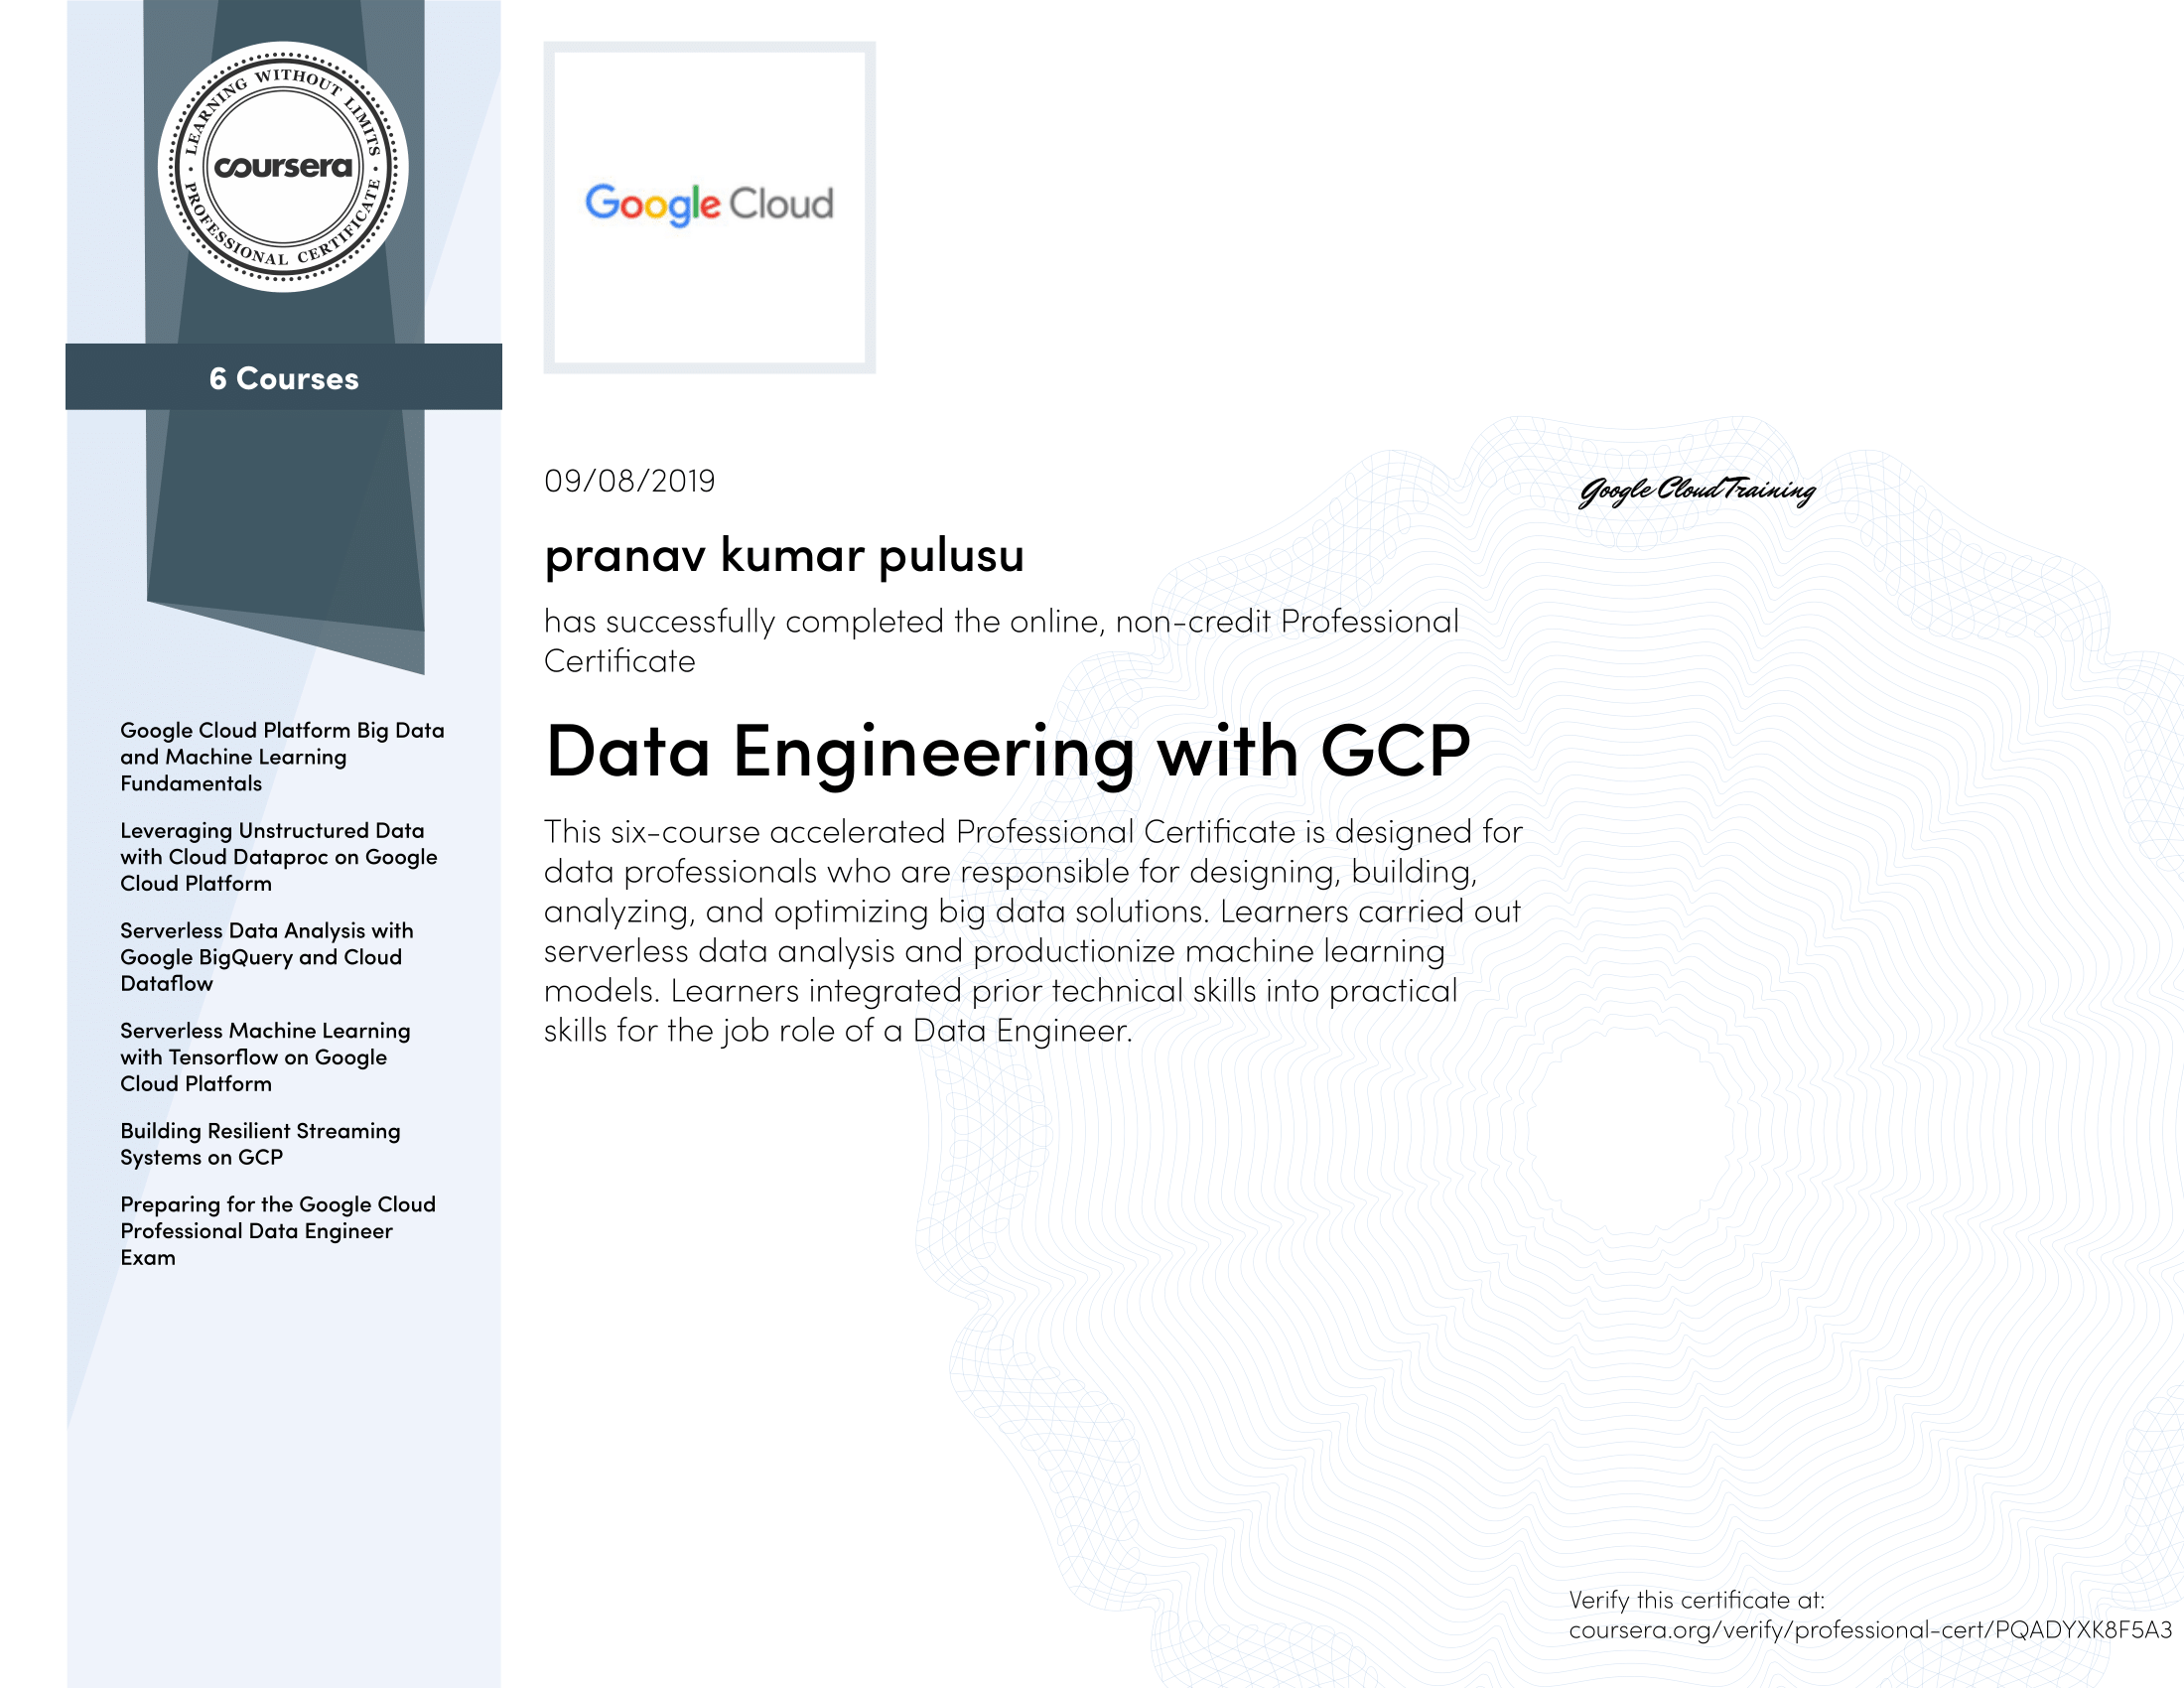 LEARNING WITHOUT LIMITS
coursera
PROFESSIONAL CERTIFICATE
6 Courses
Google Cloud Platform Big Data
and Machine Learning
Fundamentals
Leveraging Unstructured Data
with Cloud Dataproc on Google
Cloud Platform
Serverless Data Analysis with
Google BigQuery and Cloud
Dataflow
Serverless Machine Learning
with Tensorflow on Google
Cloud Platform
Building Resilient Streaming
Systems on GCP
Preparing for the Google Cloud
Professional Data Engineer
Exam
Google Cloud
09/08/2019
Google Cloud Training
pranav kumar pulusu
has successfully completed the online, non-credit Professional
Certificate
Data Engineering with GCP
This six-course accelerated Professional Certificate is designed for
data professionals who are responsible for designing, building,
analyzing, and optimizing big data solutions. Learners carried out
serverless data analysis and productionize machine learning
models. Learners integrated prior technical skills into practical
skills for the job role of a Data Engineer.
Verify this certificate at:
coursera.org/verify/professional-cert/PQADYXK8F5A3